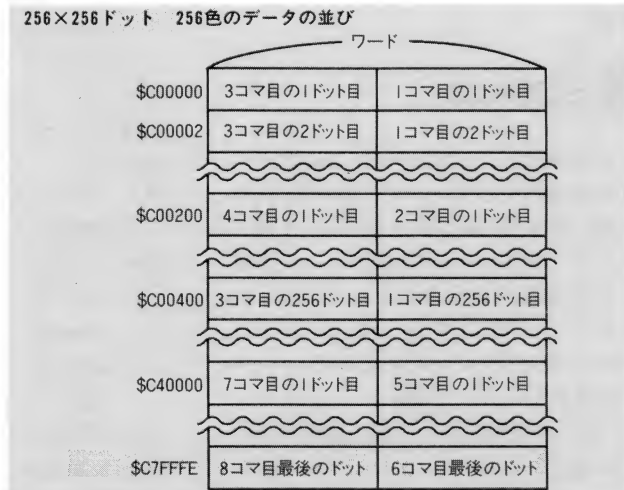 256×256ドット 256色のデータの並び
ワード
$C00000 3コマ目の1ドット目 1コマ目の1ドット目
$C00002 3コマ目の2ドット目 1コマ目の2ドット目
$C00200 4コマ目の1ドット目 2コマ目の1ドット目
$C00400 3コマ目の256ドット目 1コマ目の256ドット目
$C40000 7コマ目の1ドット目 5コマ目の1ドット目
$C7FFFE 8コマ目最後のドット 6コマ目最後のドット